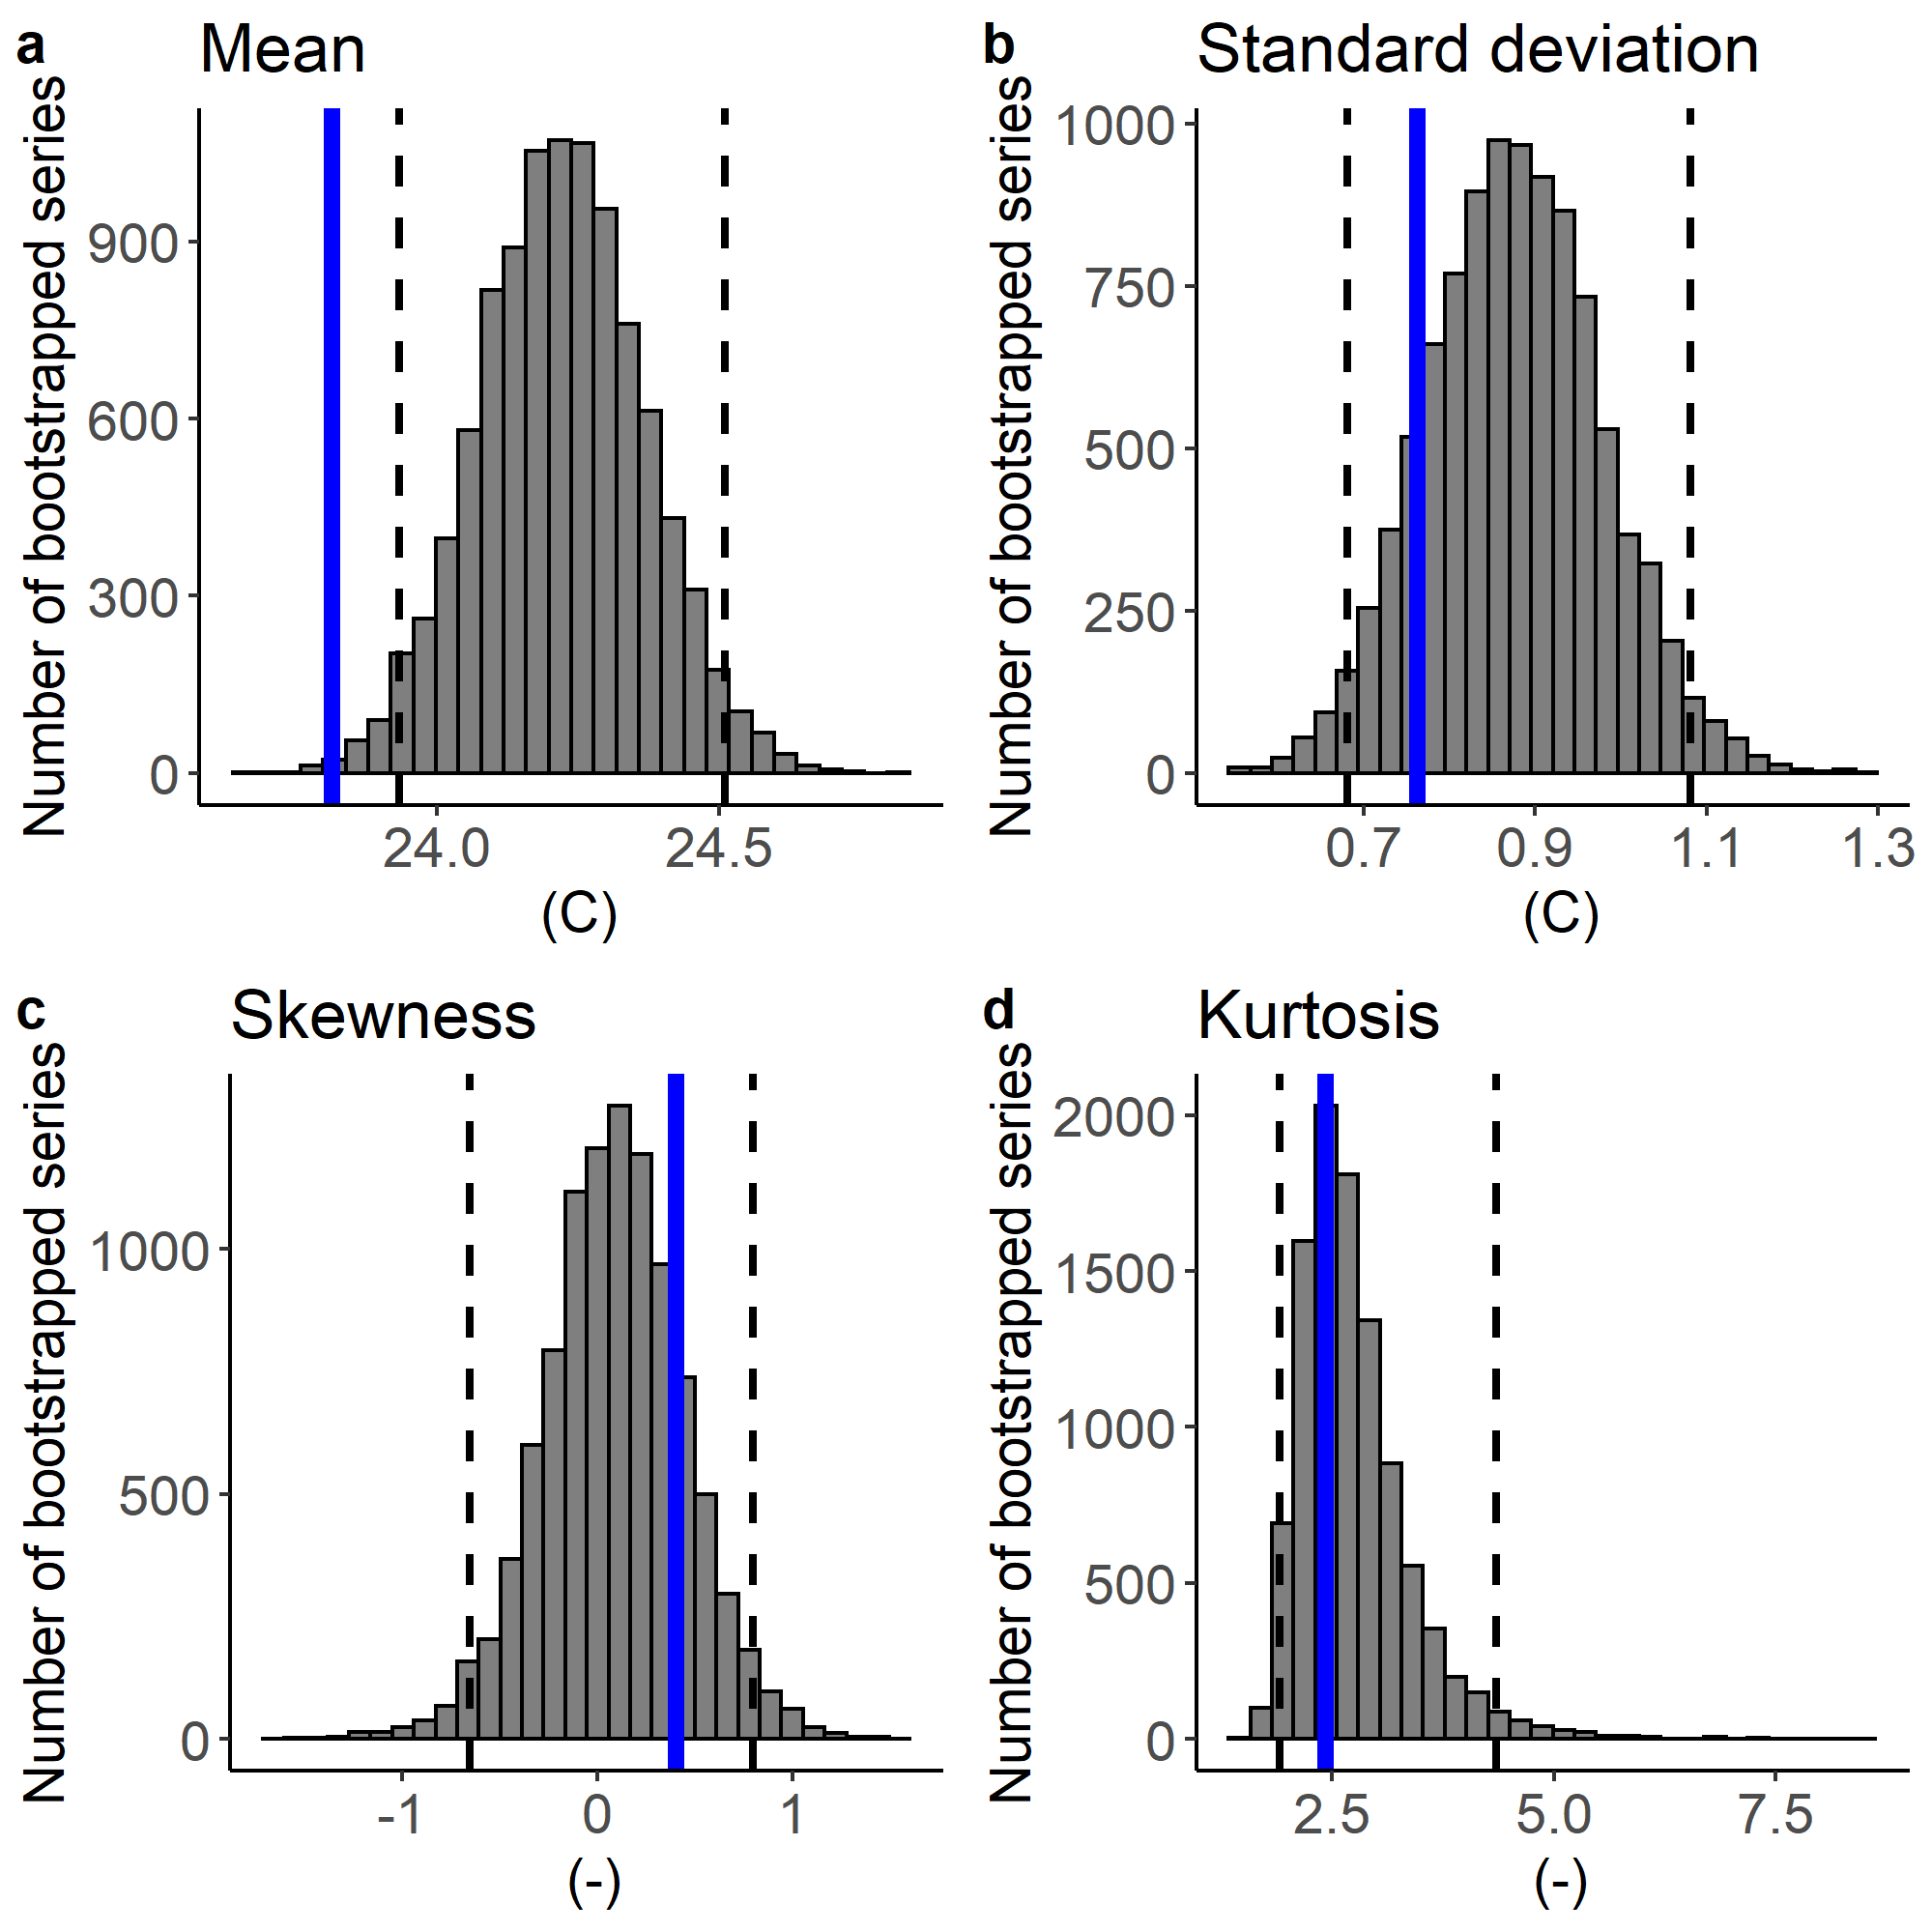 a Mean
Number of bootstrapped series
900
600
300
0
24.0 24.5
(C)
b Standard deviation
Number of bootstrapped series
1000
750
500
250
0
0.7 0.9 1.1 1.3
(C)
c Skewness
Number of bootstrapped series
1000
500
0
-1 0 1
(-)
d Kurtosis
Number of bootstrapped series
2000
1500
1000
500
0
2.5 5.0 7.5
(-)